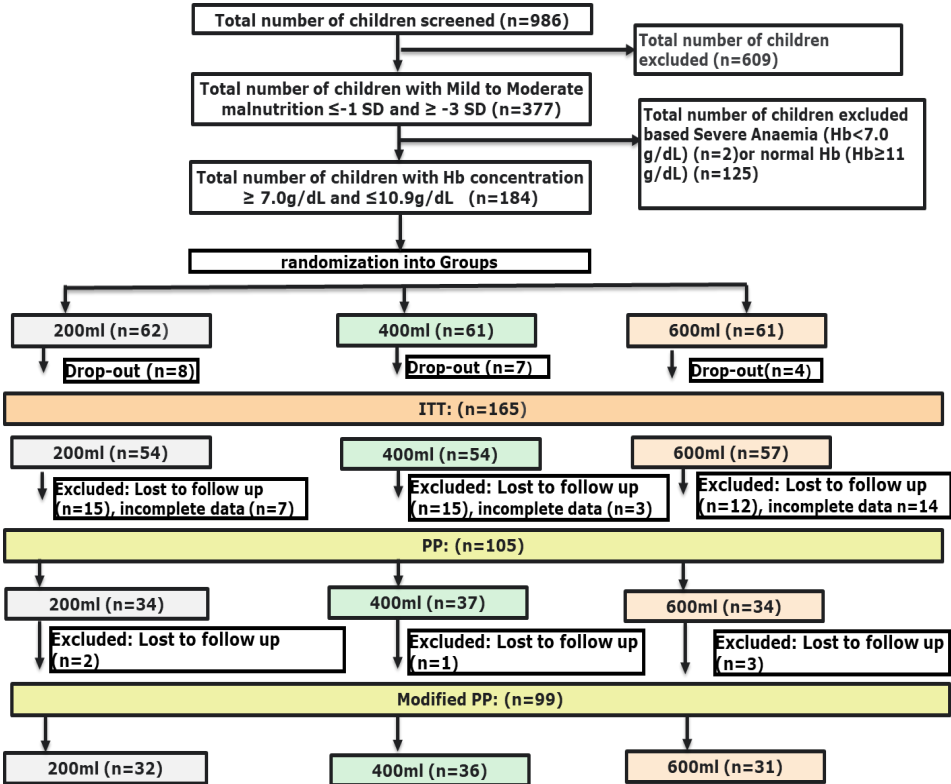 Total number of children screened (n=986)
Total number of children
excluded (n=609)
Total number of children with Mild to Moderate
malnutrition ≤-1 SD and ≥ -3 SD (n=377)
Total number of children excluded
based Severe Anaemia (Hb<7.0
g/dL) (n=2)or normal Hb (Hb≥11
g/dL) (n=125)
Total number of children with Hb concentration
≥ 7.0g/dL and ≤10.9g/dL (n=184)
randomization into Groups
200ml (n=62)
400ml (n=61)
600ml (n=61)
Drop-out (n=8)
Drop-out (n=7)
Drop-out(n=4)
ITT: (n=165)
200ml (n=54)
400ml (n=54)
600ml (n=57)
Excluded: Lost to follow up
(n=15), incomplete data (n=7)
Excluded: Lost to follow up
(n=15), incomplete data (n=3)
Excluded: Lost to follow up
(n=12), incomplete data n=14
PP: (n=105)
200ml (n=34)
400ml (n=37)
600ml (n=34)
Excluded: Lost to follow up
(n=2)
Excluded: Lost to follow up
(n=1)
Excluded: Lost to follow up
(n=3)
Modified PP: (n=99)
200ml (n=32)
400ml (n=36)
600ml (n=31)